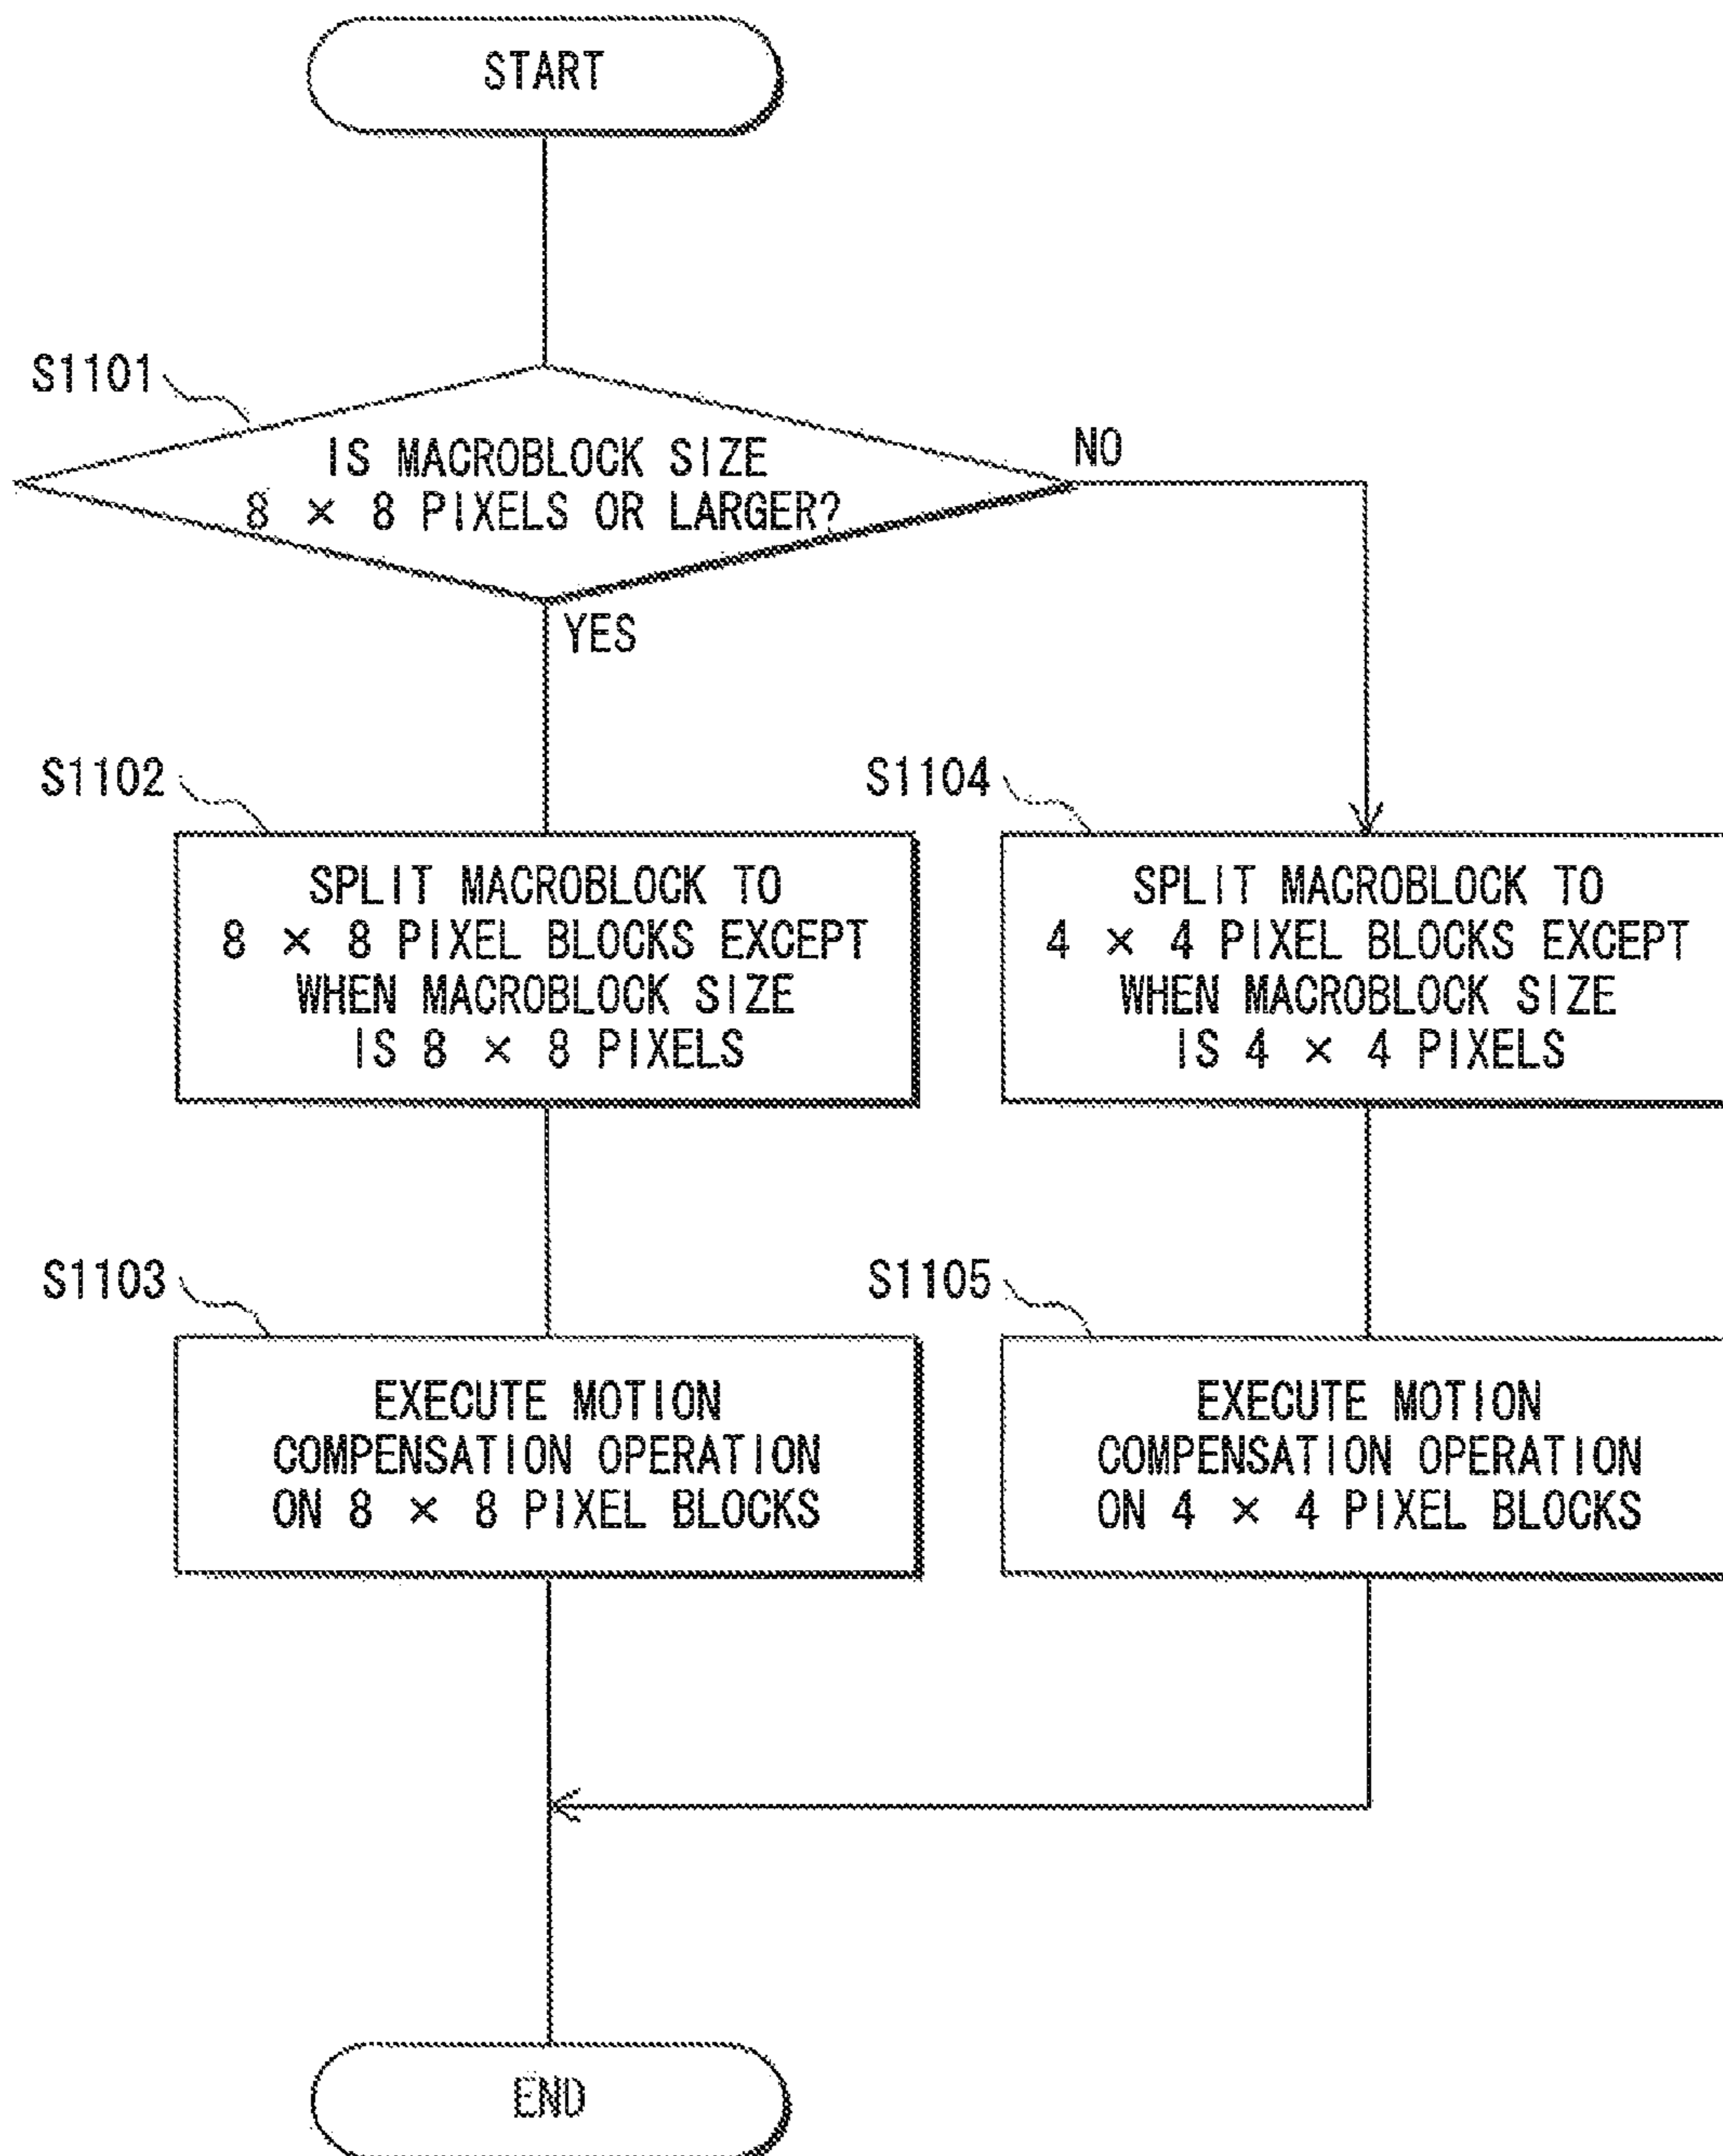 START
S1101
IS MACROBLOCK SIZE
8 × 8 PIXELS OR LARGER?
NO
YES
S1102
SPLIT MACROBLOCK TO
8 × 8 PIXEL BLOCKS EXCEPT
WHEN MACROBLOCK SIZE
IS 8 × 8 PIXELS
S1104
SPLIT MACROBLOCK TO
4 × 4 PIXEL BLOCKS EXCEPT
WHEN MACROBLOCK SIZE
IS 4 × 4 PIXELS
S1103
EXECUTE MOTION
COMPENSATION OPERATION
ON 8 × 8 PIXEL BLOCKS
S1105
EXECUTE MOTION
COMPENSATION OPERATION
ON 4 × 4 PIXEL BLOCKS
END